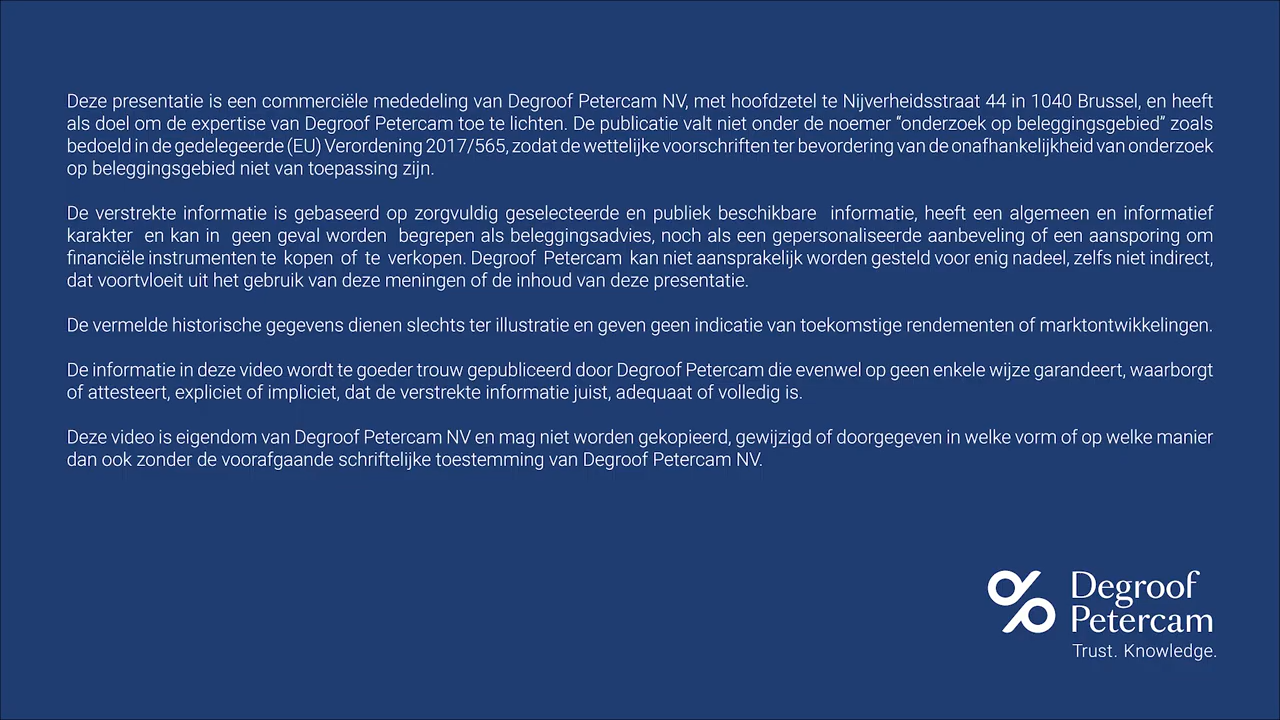 Deze presentatie is een commerciële mededeling van Degroof Petercam NV, met hoofdzetel te Nijverheidsstraat 44 in 1040 Brussel, en heeft
als doel om de expertise van Degroof Petercam toe te lichten. De publicatie valt niet onder de noemer “onderzoek op beleggingsgebied” zoals
bedoeld in de gedelegeerde (EU) Verordening 2017/565, zodat de wettelijke voorschriften ter bevordering van de onafhankelijkheid van onderzoek
op beleggingsgebied niet van toepassing zijn.
De verstrekte informatie is gebaseerd op zorgvuldig geselecteerde en publiek beschikbare informatie, heeft een algemeen en informatief
karakter en kan in geen geval worden begrepen als beleggingsadvies, noch als een gepersonaliseerde aanbeveling of een aansporing om
financiële instrumenten te kopen of te verkopen. Degroof Petercam kan niet aansprakelijk worden gesteld voor enig nadeel, zelfs niet indirect,
dat voortvloeit uit het gebruik van deze meningen of de inhoud van deze presentatie.
De vermelde historische gegevens dienen slechts ter illustratie en geven geen indicatie van toekomstige rendementen of marktontwikkelingen.
De informatie in deze video wordt te goeder trouw gepubliceerd door Degroof Petercam die evenwel op geen enkele wijze garandeert, waarborgt
of attesteert, expliciet of impliciet, dat de verstrekte informatie juist, adequaat of volledig is.
Deze video is eigendom van Degroof Petercam NV en mag niet worden gekopieerd, gewijzigd of doorgegeven in welke vorm of op welke manier
dan ook zonder de voorafgaande schriftelijke toestemming van Degroof Petercam NV.
Degroof
Petercam
Trust. Knowledge.